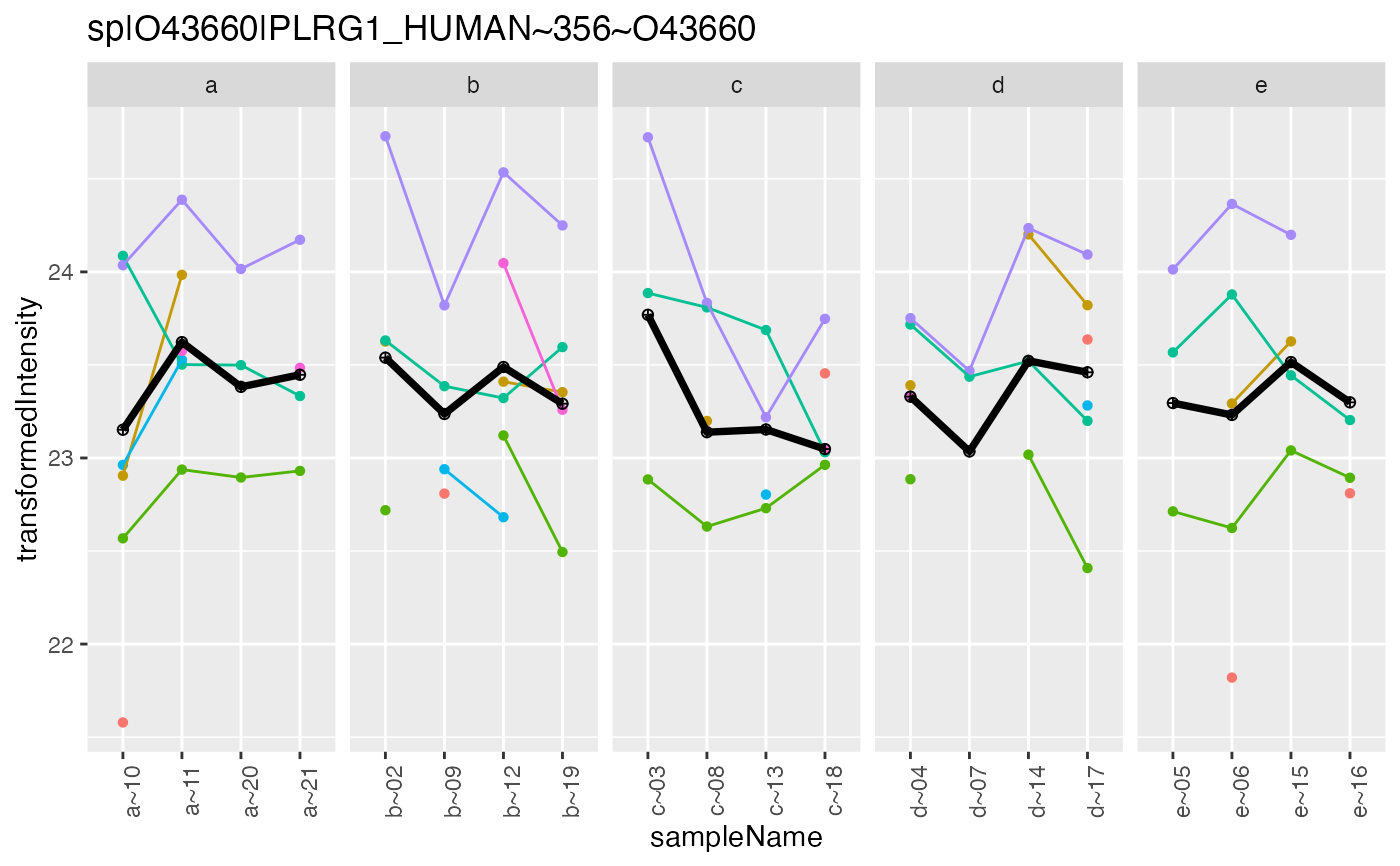 sp|O43660|PLRG1_HUMAN~356~O43660
a b c d e
transformedIntensity
24
23
22
a~10 a~11 a~20 a~21 b~02 b~09 b~12 b~19 c~03 c~08 c~13 c~18 d~04 d~07 d~14 d~17 e~05 e~06 e~15 e~16
sampleName